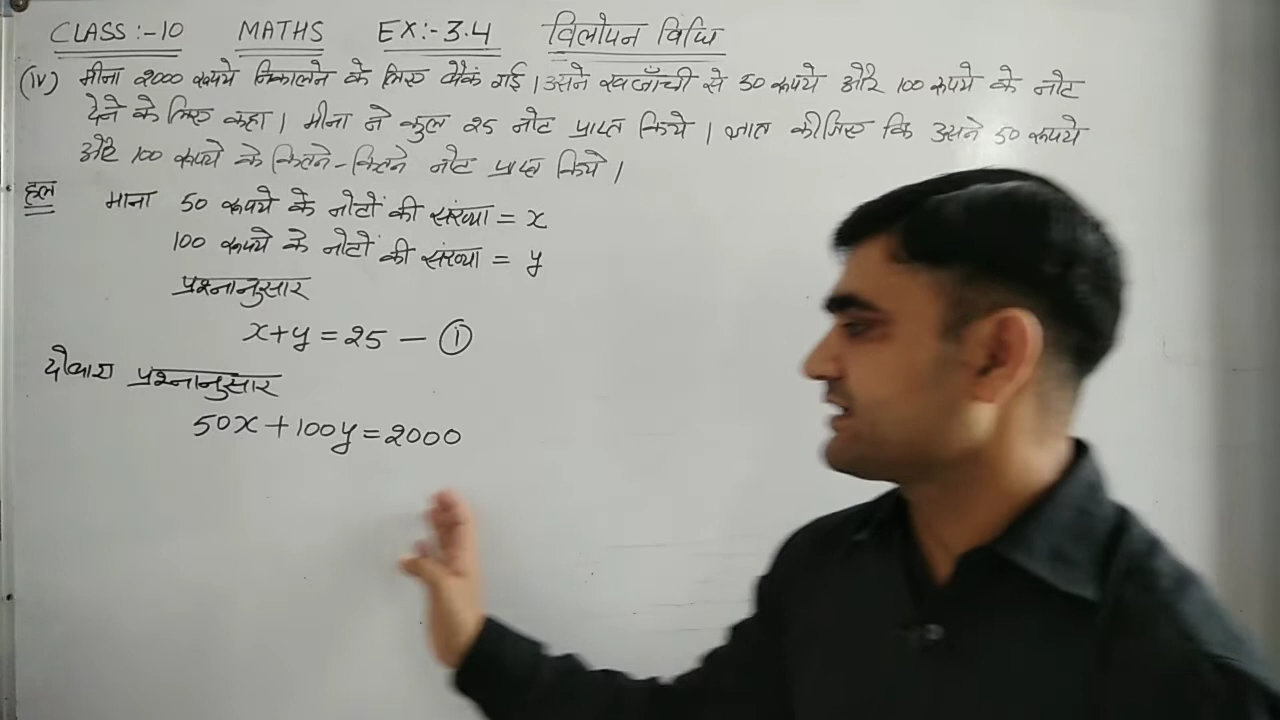 CLASS:-10 MATHS EX:-3.4 विलोपन विधि
(iv) मीना 2000 रूपये निकालने के लिए बैकं गई। उसने खजाँची से 50 रूपये और 100 रूपये के नोट
देने के लिए कहा। मीना ने कुल 25 नोट प्राप्त किये। ज्ञात कीजिए कि उसने 50 रूपये
और 100 रूपये के कितने-कितने नोट प्राप्त किये।
हल माना 50 रूपये के नोटों की संख्या = x
100 रूपये के नोटों की संख्या = y
प्रश्नानुसार
x+y=25 — ①
दोबारा प्रश्नानुसार
50x+100y=2000